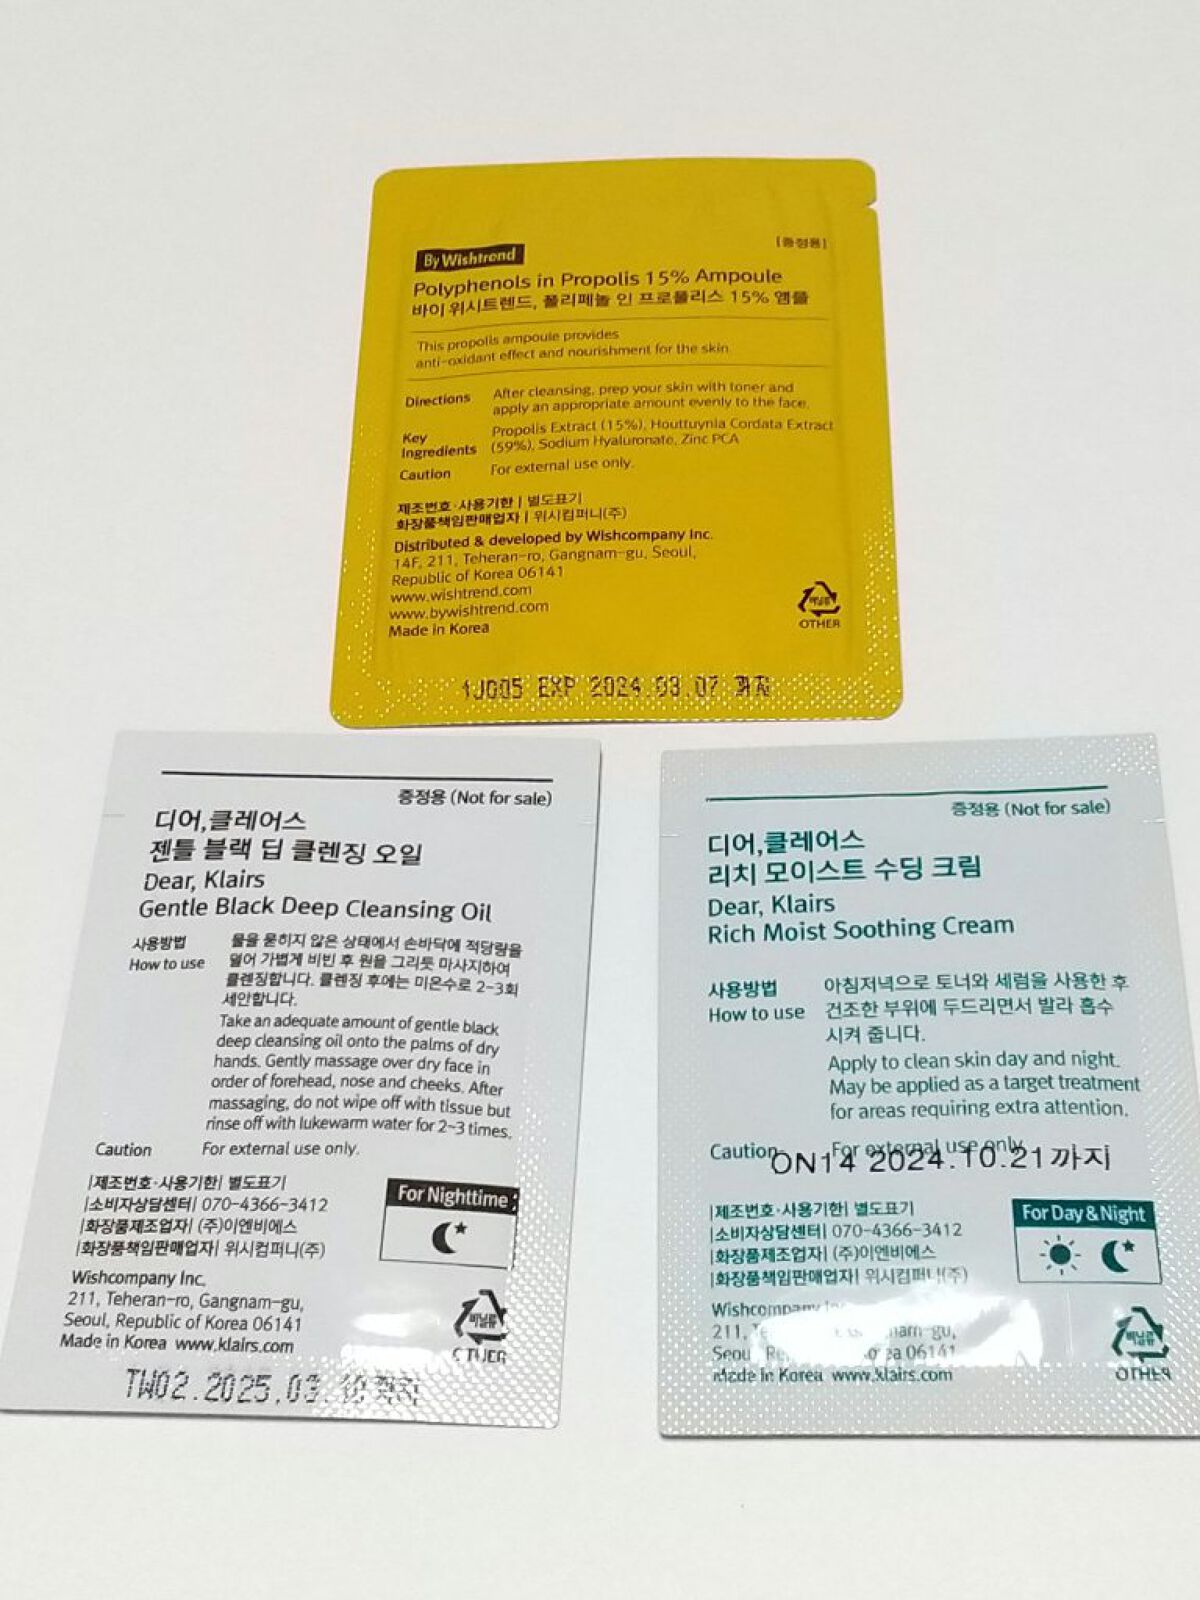 [증정용]
By Wishtrend
Polyphenols in Propolis 15% Ampoule
바이 위시트렌드, 폴리페놀 인 프로폴리스 15% 앰플
This propolis ampoule provides
anti-oxidant effect and nourishment for the skin.
Directions After cleansing, prep your skin with toner and
apply an appropriate amount evenly to the face.
Key Ingredients Propolis Extract (15%), Houttuynia Cordata Extract
(59%), Sodium Hyaluronate, Zinc PCA
Caution For external use only.
제조번호·사용기한 | 별도표기
화장품책임판매업자 | 위시컴퍼니(주)
Distributed & developed by Wishcompany Inc.
14F, 211, Teheran-ro, Gangnam-gu, Seoul,
Republic of Korea 06141
www.wishtrend.com
www.bywishtrend.com
Made in Korea
비닐류
OTHER
1J005 EXP 2024.03.07 까지
증정용 (Not for sale)
디어,클레어스
젠틀 블랙 딥 클렌징 오일
Dear, Klairs
Gentle Black Deep Cleansing Oil
사용방법 물을 묻히지 않은 상태에서 손바닥에 적당량을
How to use 덜어 가볍게 비빈 후 원을 그리듯 마사지하여
클렌징합니다. 클렌징 후에는 미온수로 2-3회
세안합니다.
Take an adequate amount of gentle black
deep cleansing oil onto the palms of dry
hands. Gently massage over dry face in
order of forehead, nose and cheeks. After
massaging, do not wipe off with tissue but
rinse off with lukewarm water for 2~3 times.
Caution For external use only.
|제조번호·사용기한| 별도표기
|소비자상담센터| 070-4366-3412
|화장품제조업자| (주)이엔비에스
|화장품책임판매업자| 위시컴퍼니(주)
For Nighttime
Wishcompany Inc.
211, Teheran-ro, Gangnam-gu,
Seoul, Republic of Korea 06141
Made in Korea www.klairs.com
비닐류
OTHER
TW02.2025.03.10까지
증정용 (Not for sale)
디어,클레어스
리치 모이스트 수딩 크림
Dear, Klairs
Rich Moist Soothing Cream
사용방법 아침저녁으로 토너와 세럼을 사용한 후
How to use 건조한 부위에 두드리면서 발라 흡수
시켜 줍니다.
Apply to clean skin day and night.
May be applied as a target treatment
for areas requiring extra attention.
Caution For external use only.
ON14 2024.10.21까지
|제조번호·사용기한| 별도표기
|소비자상담센터| 070-4366-3412
|화장품제조업자| (주)이엔비에스
|화장품책임판매업자| 위시컴퍼니(주)
For Day & Night
Wishcompany
211,
06141
Made in Korea www.klairs.com
비닐류
OTHER